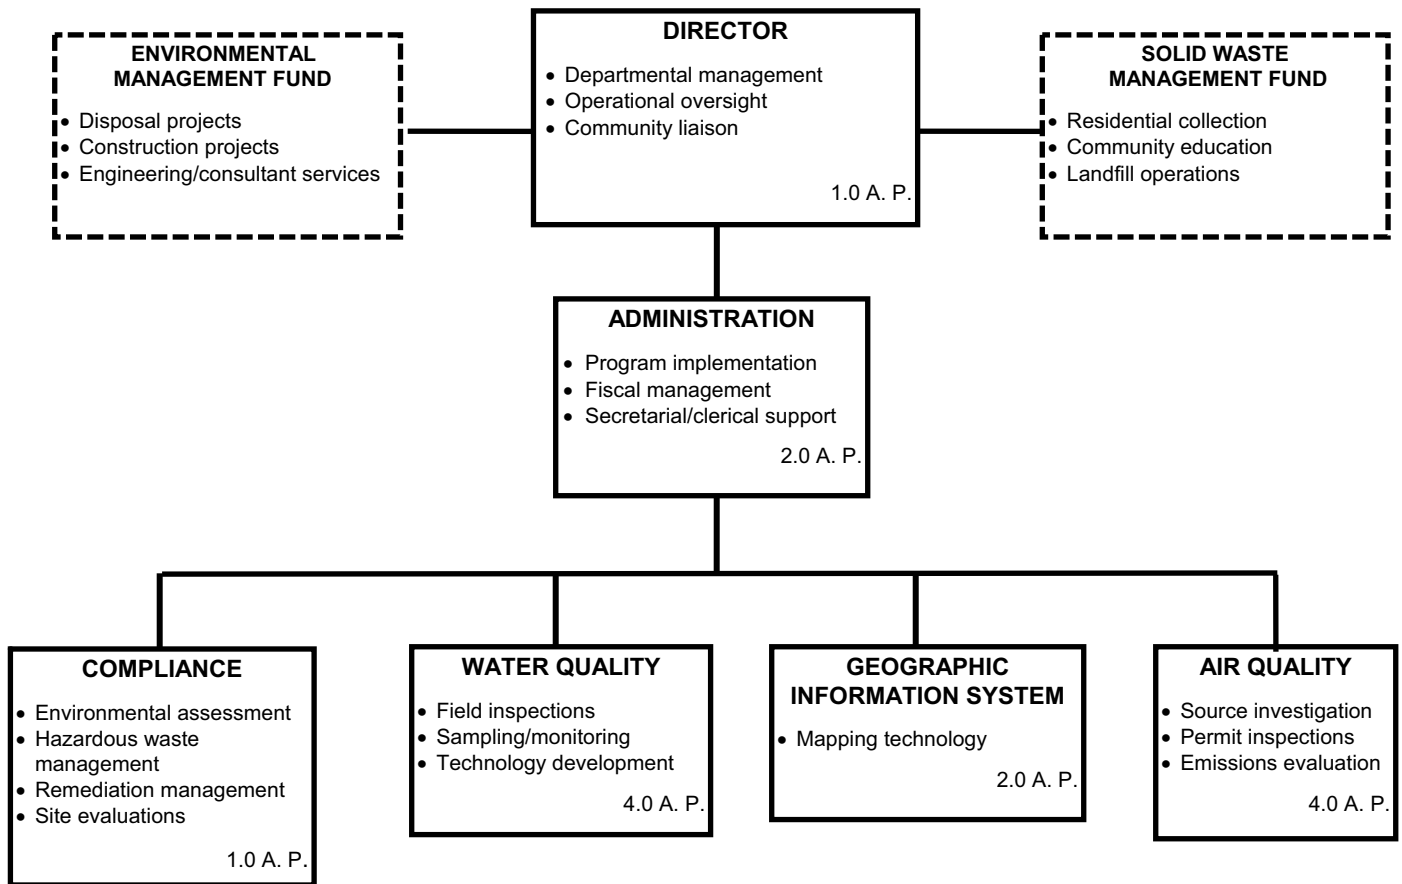 DIRECTOR
• Departmental management
• Operational oversight
• Community liaison
1.0 A. P.
ENVIRONMENTAL
MANAGEMENT FUND
• Disposal projects
• Construction projects
• Engineering/consultant services
SOLID WASTE
MANAGEMENT FUND
• Residential collection
• Community education
• Landfill operations
ADMINISTRATION
• Program implementation
• Fiscal management
• Secretarial/clerical support
2.0 A. P.
COMPLIANCE
• Environmental assessment
• Hazardous waste
management
• Remediation management
• Site evaluations
1.0 A. P.
WATER QUALITY
• Field inspections
• Sampling/monitoring
• Technology development
4.0 A. P.
GEOGRAPHIC
INFORMATION SYSTEM
• Mapping technology
2.0 A. P.
AIR QUALITY
• Source investigation
• Permit inspections
• Emissions evaluation
4.0 A. P.